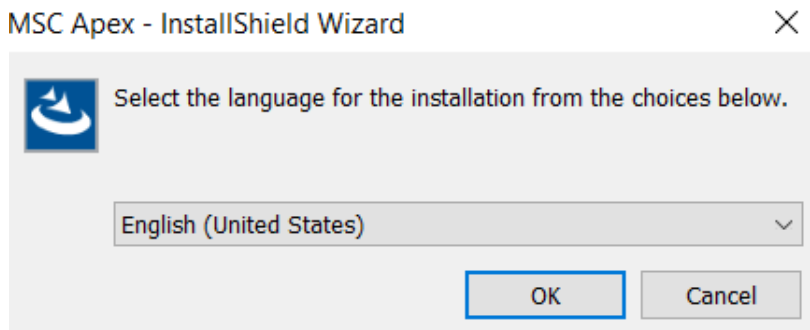 MSC Apex - InstallShield Wizard
Select the language for the installation from the choices below.
English (United States)
OK
Cancel